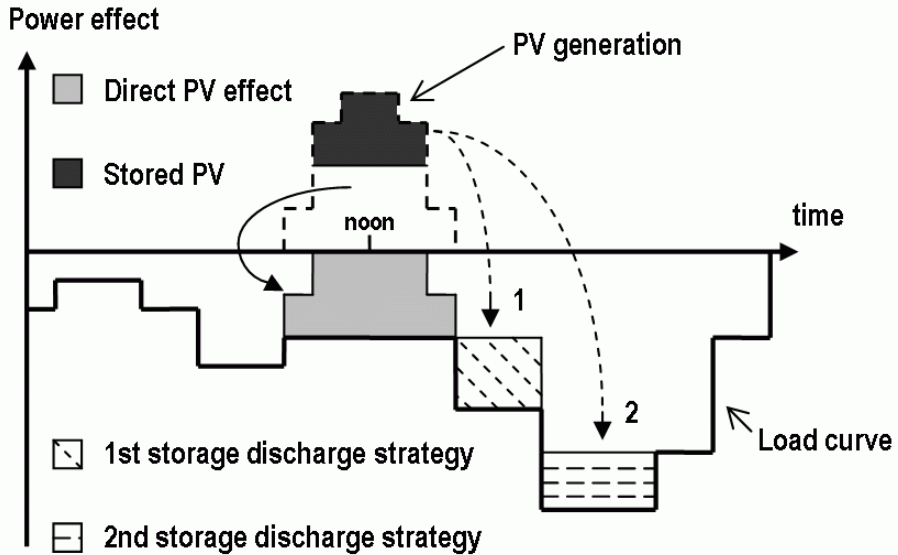 Power effect
PV generation
Direct PV effect
Stored PV
noon
time
1
2
Load curve
1st storage discharge strategy
2nd storage discharge strategy